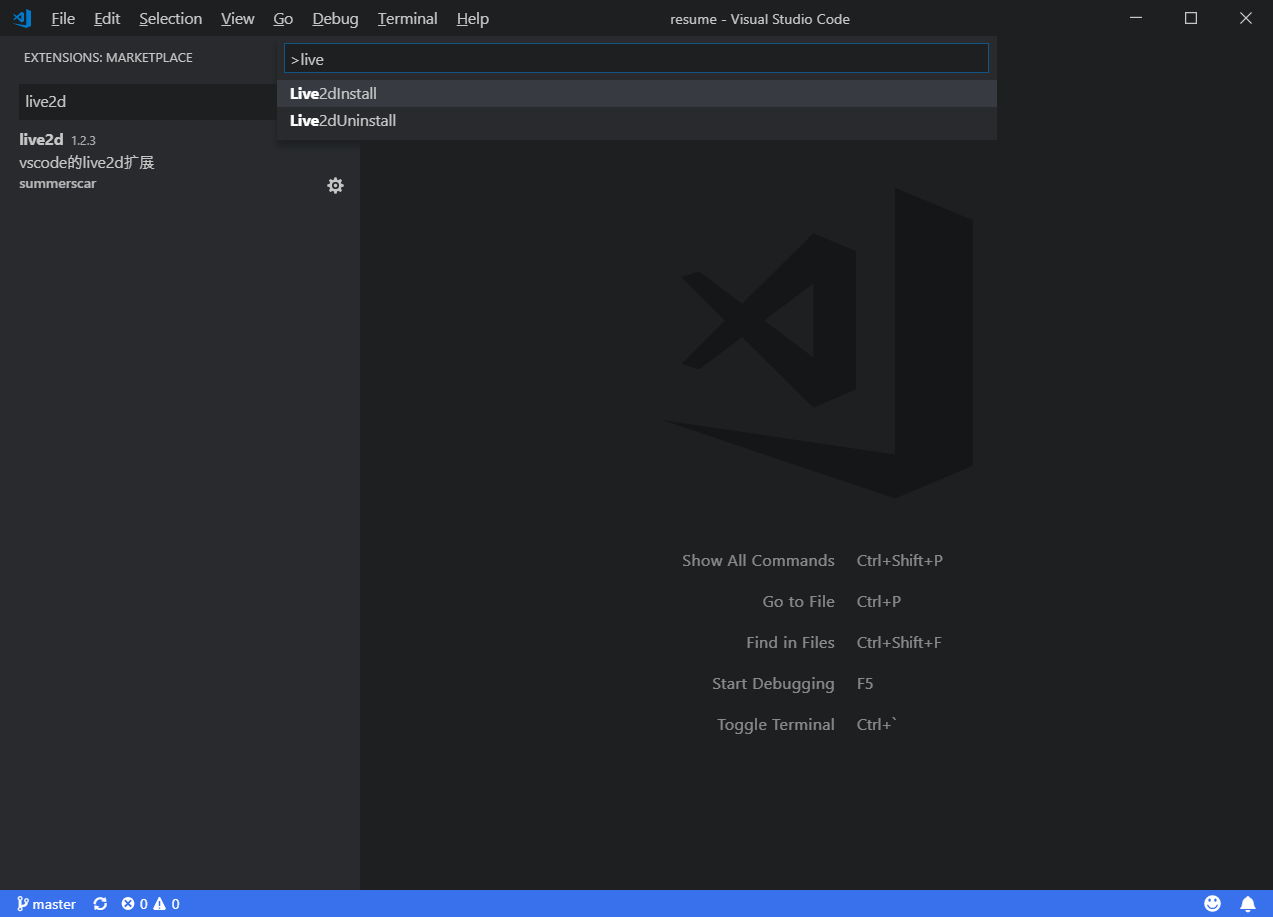 File Edit Selection View Go Debug Terminal Help resume - Visual Studio Code
EXTENSIONS: MARKETPLACE
>live
Live2dInstall
Live2dUninstall
live2d
live2d 1.2.3
vscode的live2d扩展
summerscar
Show All Commands Ctrl+Shift+P
Go to File Ctrl+P
Find in Files Ctrl+Shift+F
Start Debugging F5
Toggle Terminal Ctrl+`
master 0 0